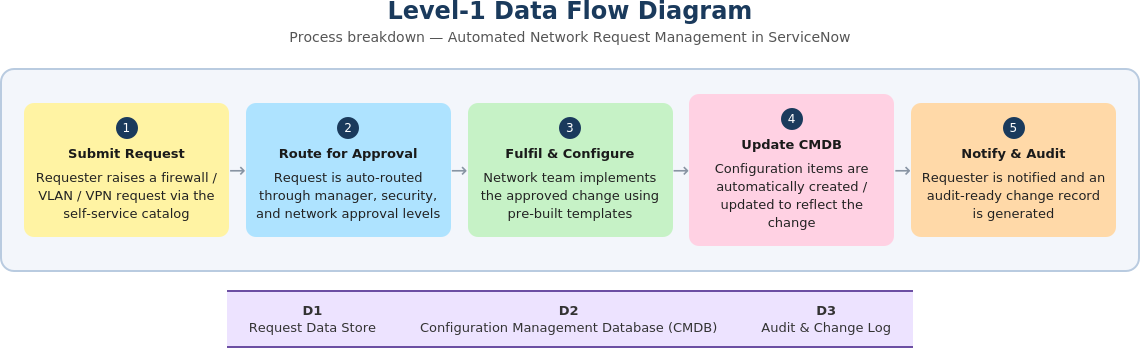 Level-1 Data Flow Diagram
Process breakdown — Automated Network Request Management in ServiceNow
1
Submit Request
Requester raises a firewall /
VLAN / VPN request via the
self-service catalog
→
2
Route for Approval
Request is auto-routed
through manager, security,
and network approval levels
→
3
Fulfil & Configure
Network team implements
the approved change using
pre-built templates
→
4
Update CMDB
Configuration items are
automatically created /
updated to reflect the
change
→
5
Notify & Audit
Requester is notified and an
audit-ready change record
is generated
D1
Request Data Store
D2
Configuration Management Database (CMDB)
D3
Audit & Change Log